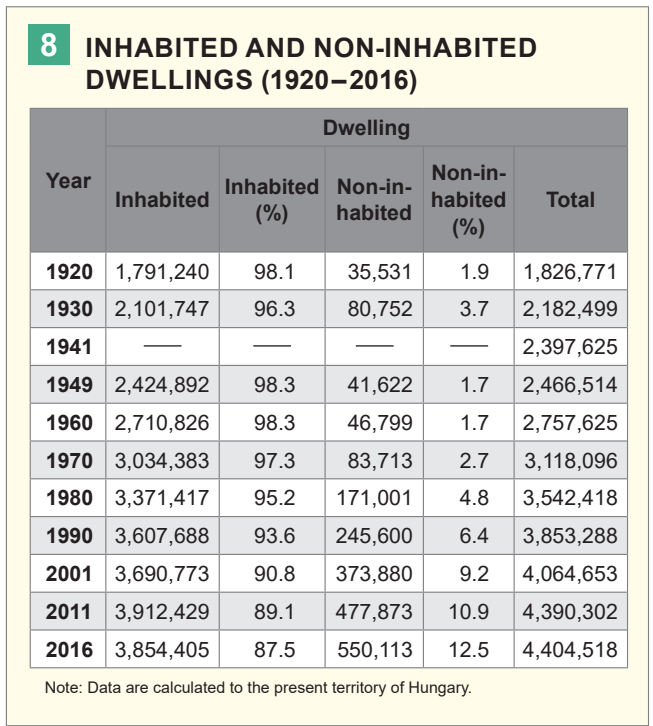 8 INHABITED AND NON-INHABITED
DWELLINGS (1920–2016)
Year Dwelling
Inhabited Inhabited (%) Non-in-habited Non-in-habited (%) Total
1920 1,791,240 98.1 35,531 1.9 1,826,771
1930 2,101,747 96.3 80,752 3.7 2,182,499
1941 — — — — 2,397,625
1949 2,424,892 98.3 41,622 1.7 2,466,514
1960 2,710,826 98.3 46,799 1.7 2,757,625
1970 3,034,383 97.3 83,713 2.7 3,118,096
1980 3,371,417 95.2 171,001 4.8 3,542,418
1990 3,607,688 93.6 245,600 6.4 3,853,288
2001 3,690,773 90.8 373,880 9.2 4,064,653
2011 3,912,429 89.1 477,873 10.9 4,390,302
2016 3,854,405 87.5 550,113 12.5 4,404,518
Note: Data are calculated to the present territory of Hungary.